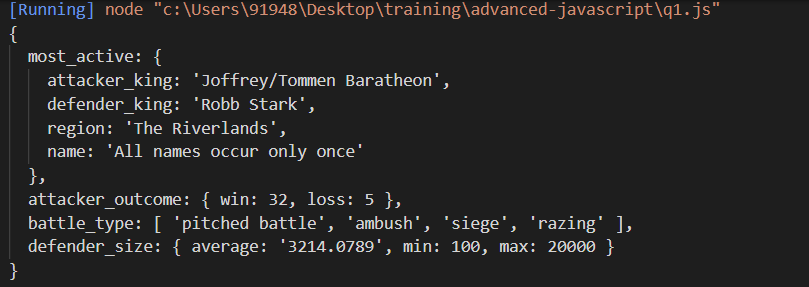 [Running] node "c:\Users\91948\Desktop\training\advanced-javascript\q1.js"
{
  most_active: {
    attacker_king: 'Joffrey/Tommen Baratheon',
    defender_king: 'Robb Stark',
    region: 'The Riverlands',
    name: 'All names occur only once'
  },
  attacker_outcome: { win: 32, loss: 5 },
  battle_type: [ 'pitched battle', 'ambush', 'siege', 'razing' ],
  defender_size: { average: '3214.0789', min: 100, max: 20000 }
}